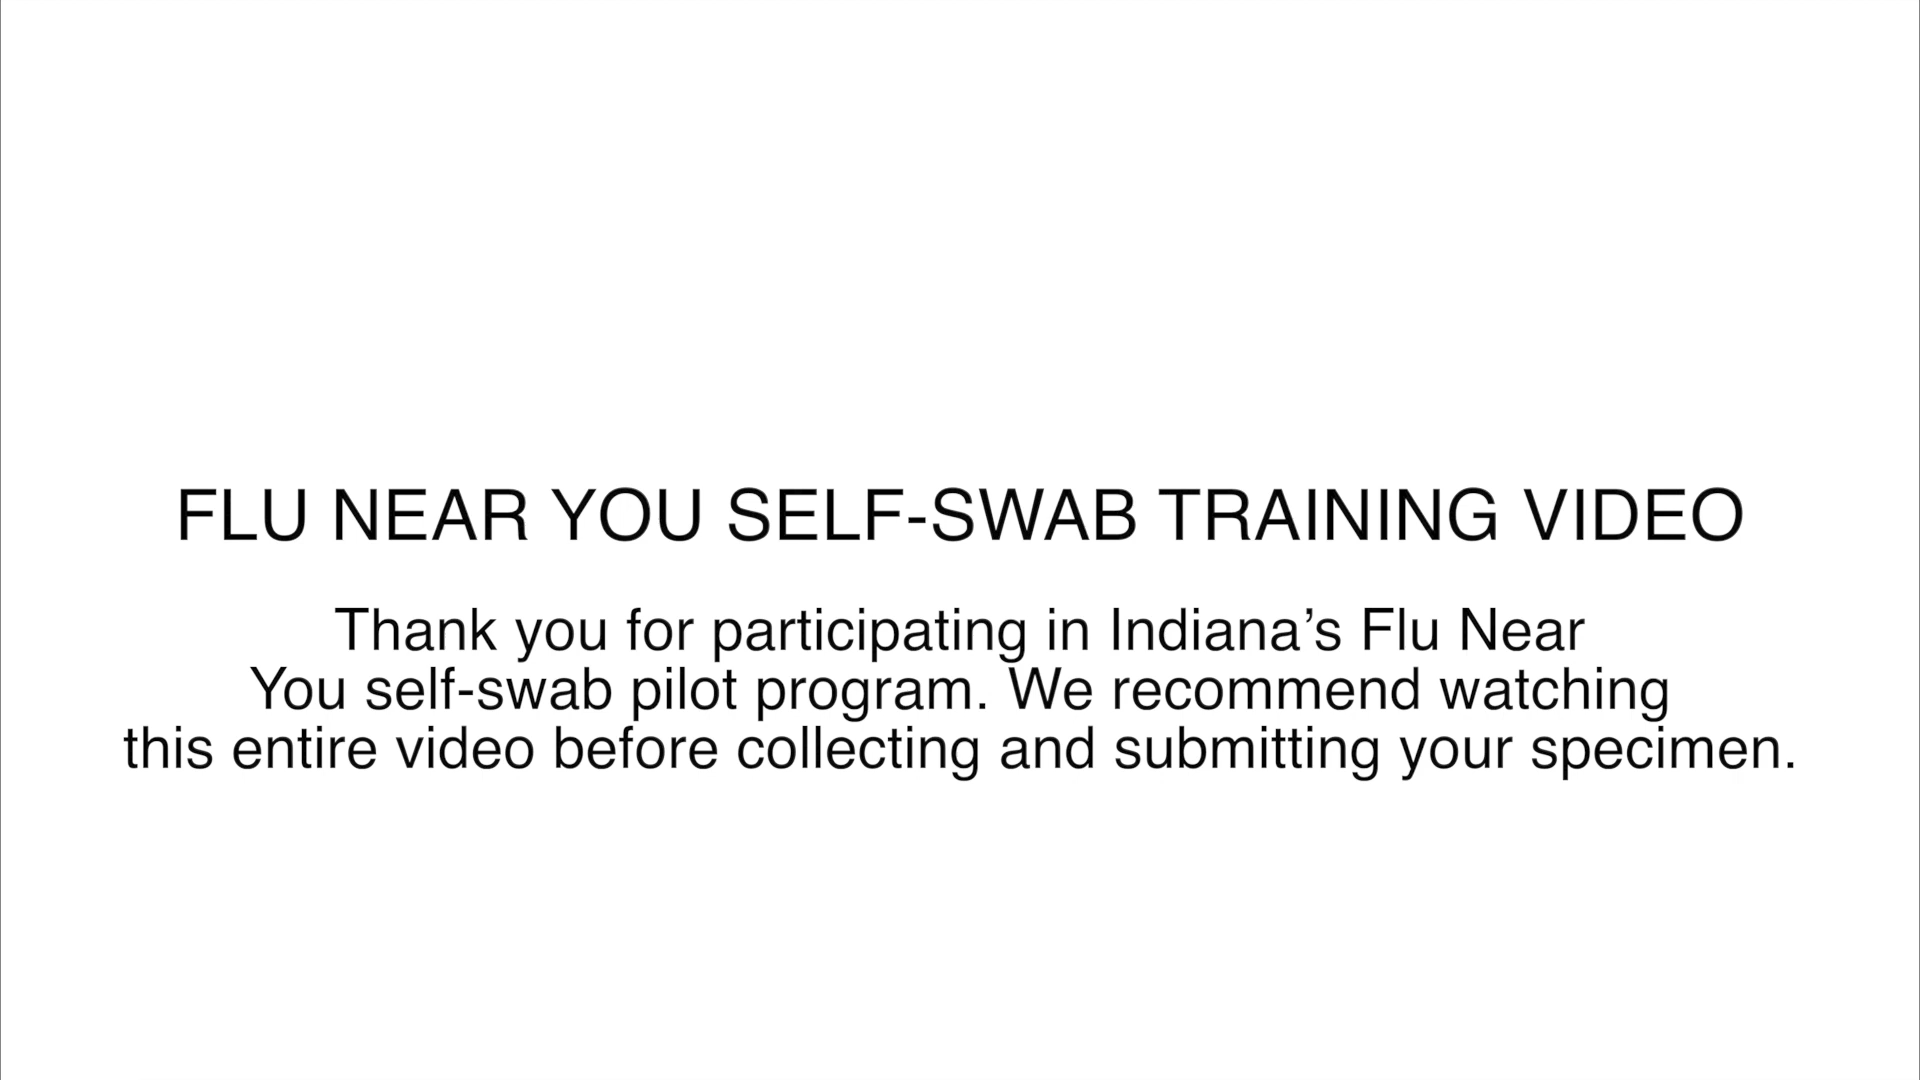 FLU NEAR YOU SELF-SWAB TRAINING VIDEO
Thank you for participating in Indiana’s Flu Near
You self-swab pilot program. We recommend watching
this entire video before collecting and submitting your specimen.